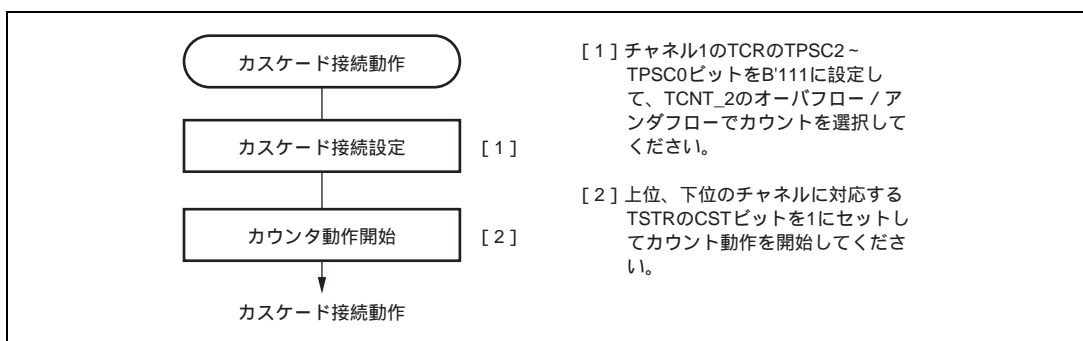 カスケード接続動作
カスケード接続設定
[1]
カウンタ動作開始
[2]
カスケード接続動作
[1]チャネル1のTCRのTPSC2~
TPSC0ビットをB'111に設定し
て、TCNT_2のオーバフロー/ア
ンダフローでカウントを選択して
ください。
[2]上位、下位のチャネルに対応する
TSTRのCSTビットを1にセットし
てカウント動作を開始してくださ
い。